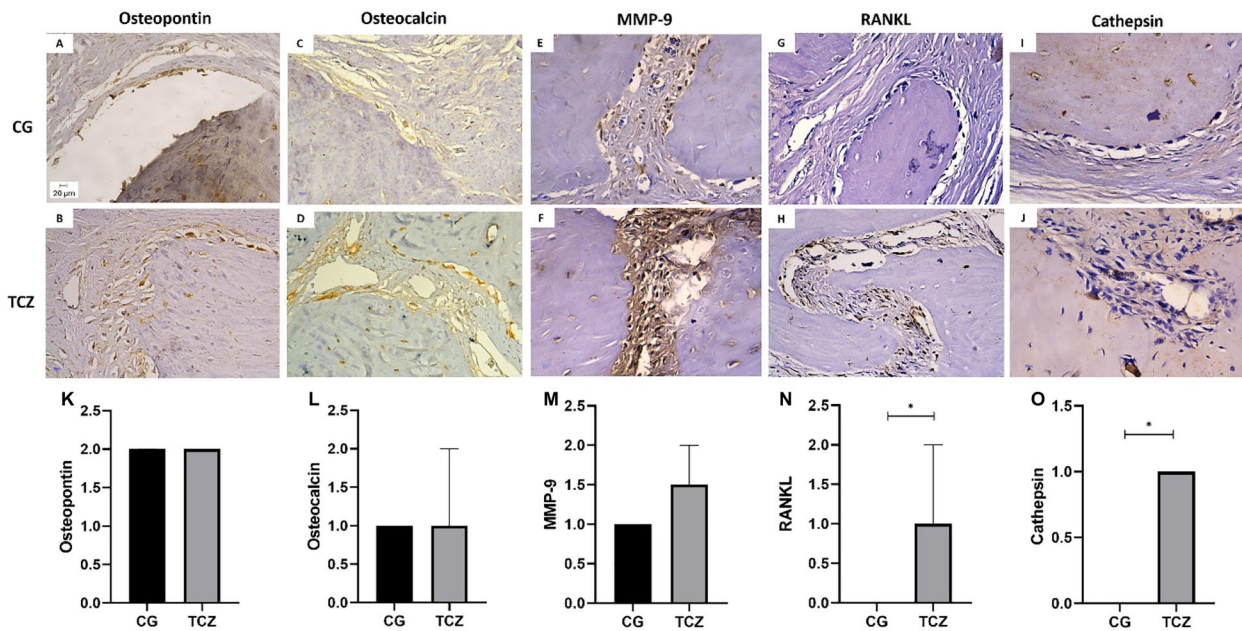 Osteopontin Osteocalcin MMP-9 RANKL Cathepsin
CG
A C E G I
20 µm
TCZ
B D F H J
K L M N O
Osteopontin
2.5
2.0
1.5
1.0
0.5
0.0
CG TCZ
Osteocalcin
2.5
2.0
1.5
1.0
0.5
0.0
CG TCZ
MMP-9
2.5
2.0
1.5
1.0
0.5
0.0
CG TCZ
RANKL
2.5
2.0
1.5
1.0
0.5
0.0
*
CG TCZ
Cathepsin
1.5
1.0
0.5
0.0
*
CG TCZ